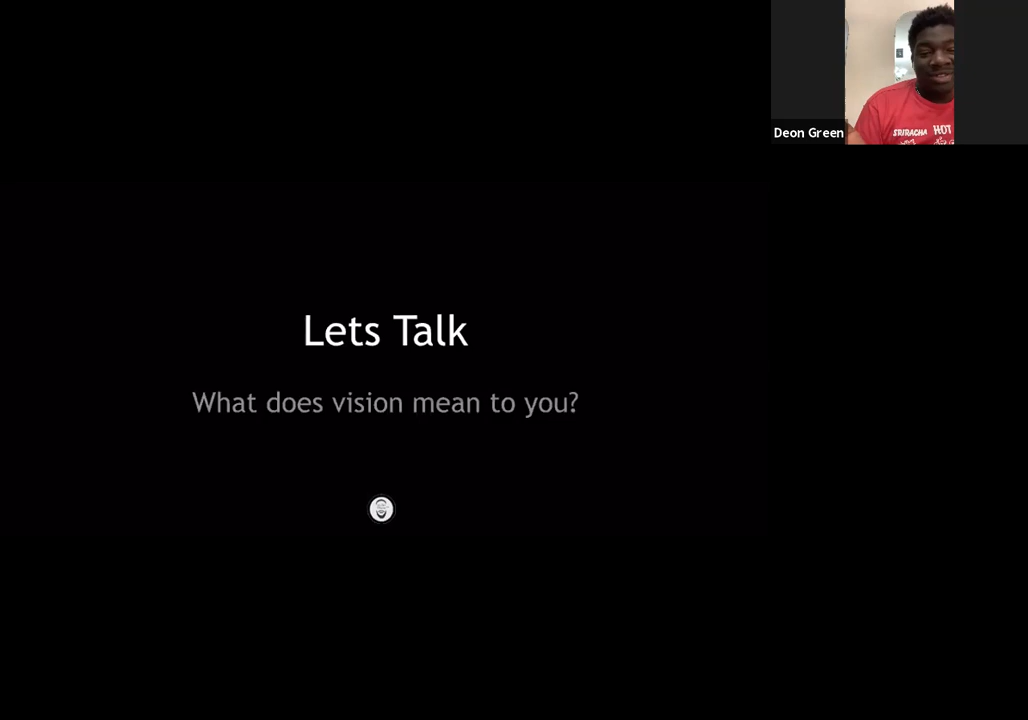 Deon Green
SRIRACHA HOT
Lets Talk
What does vision mean to you?